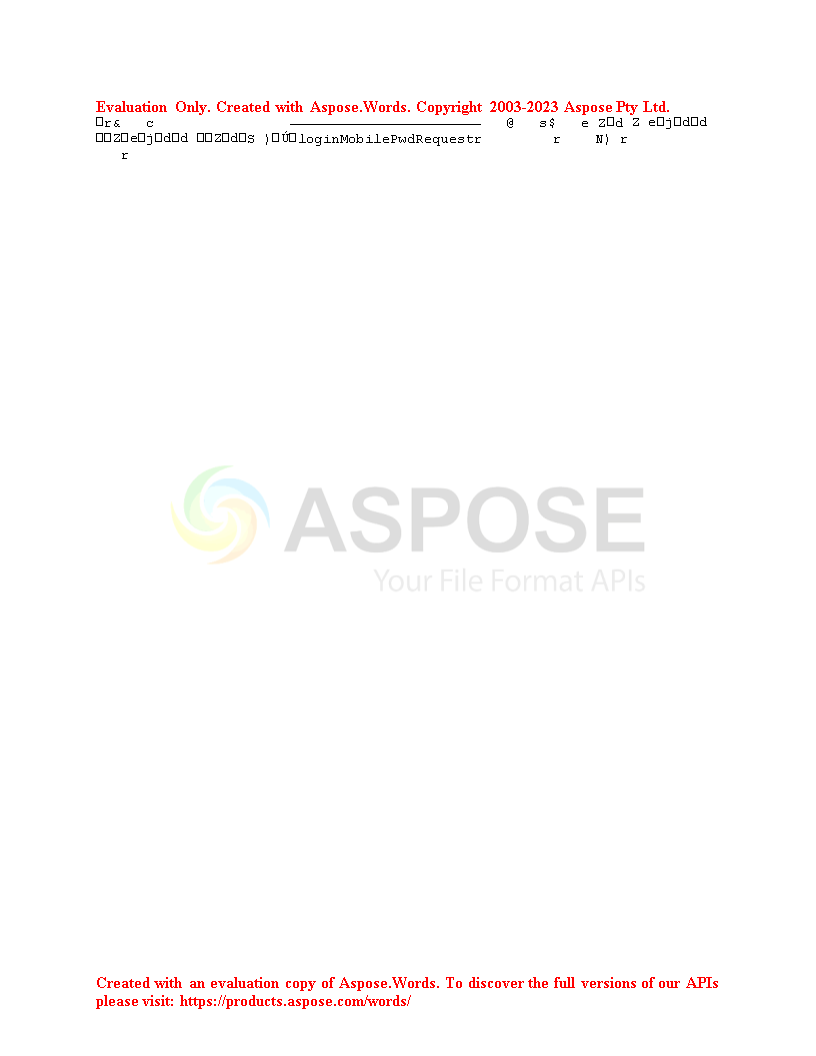 Evaluation Only. Created with Aspose.Words. Copyright 2003-2023 Aspose Pty Ltd.
□r& c @ s$ e Z□d Z e□j□d□d
□□Z□e□j□d□d □□Z□d□S )□Ú□loginMobilePwdRequestr r N) r
r
ASPOSE
Your File Format APIs
Created with an evaluation copy of Aspose.Words. To discover the full versions of our APIs
please visit: https://products.aspose.com/words/